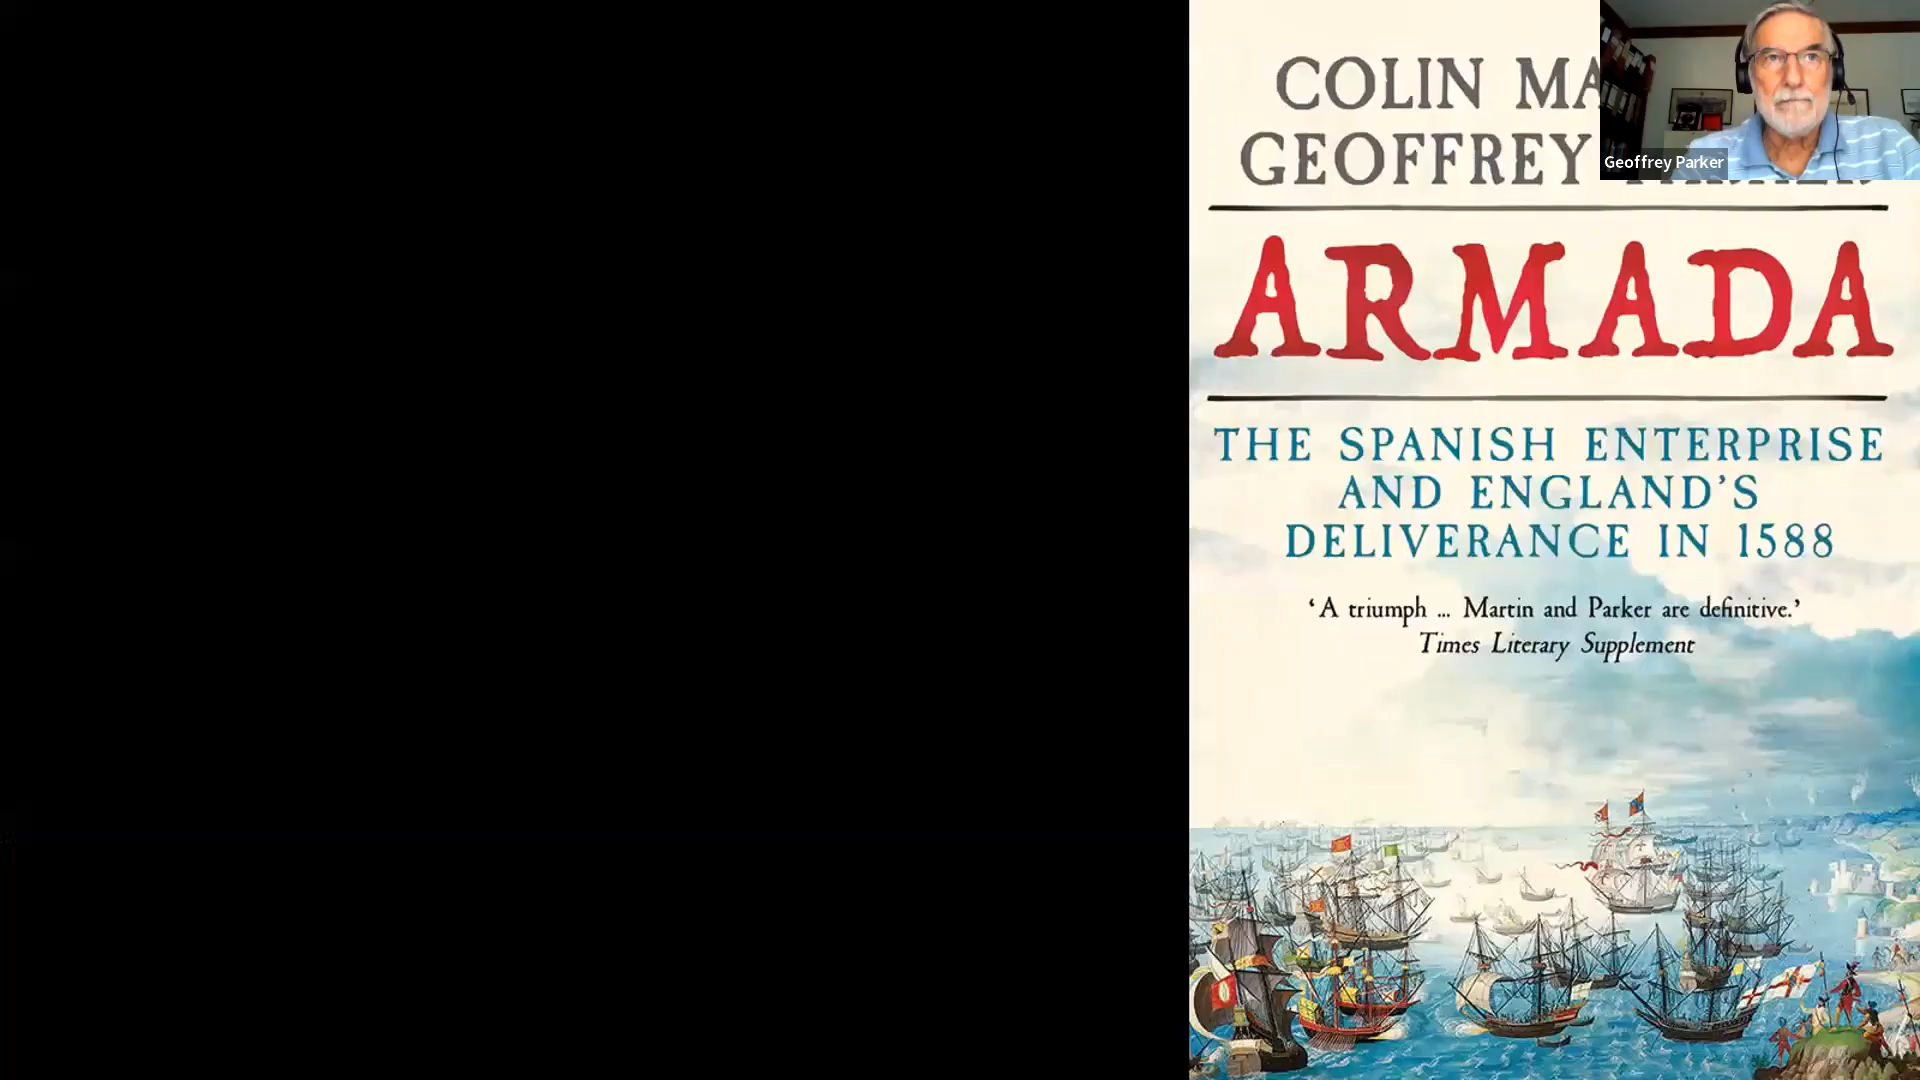 COLIN MA
GEOFFREY
Geoffrey Parker
ARMADA
THE SPANISH ENTERPRISE
AND ENGLAND'S
DELIVERANCE IN 1588
‘A triumph ... Martin and Parker are definitive.’
Times Literary Supplement